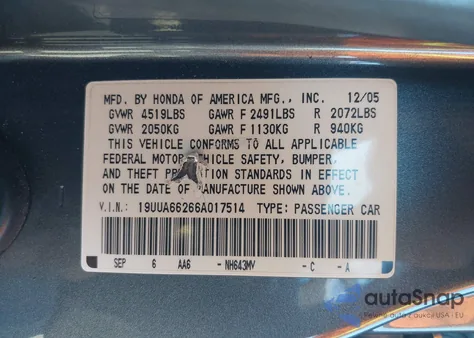 MFD. BY HONDA OF AMERICA MFG., INC. 12/05
GVWR 4519LBS GAWR F 2491LBS R 2072LBS
GVWR 2050KG GAWR F 1130KG R 940KG
THIS VEHICLE CONFORMS TO ALL APPLICABLE
FEDERAL MOTOR VEHICLE SAFETY, BUMPER,
AND THEFT PREVENTION STANDARDS IN EFFECT
ON THE DATE OF MANUFACTURE SHOWN ABOVE.
V.I.N.: 19UUA66266A017514 TYPE: PASSENGER CAR
SEP 6 AA6 - NH643MV - C - A
autoSnap